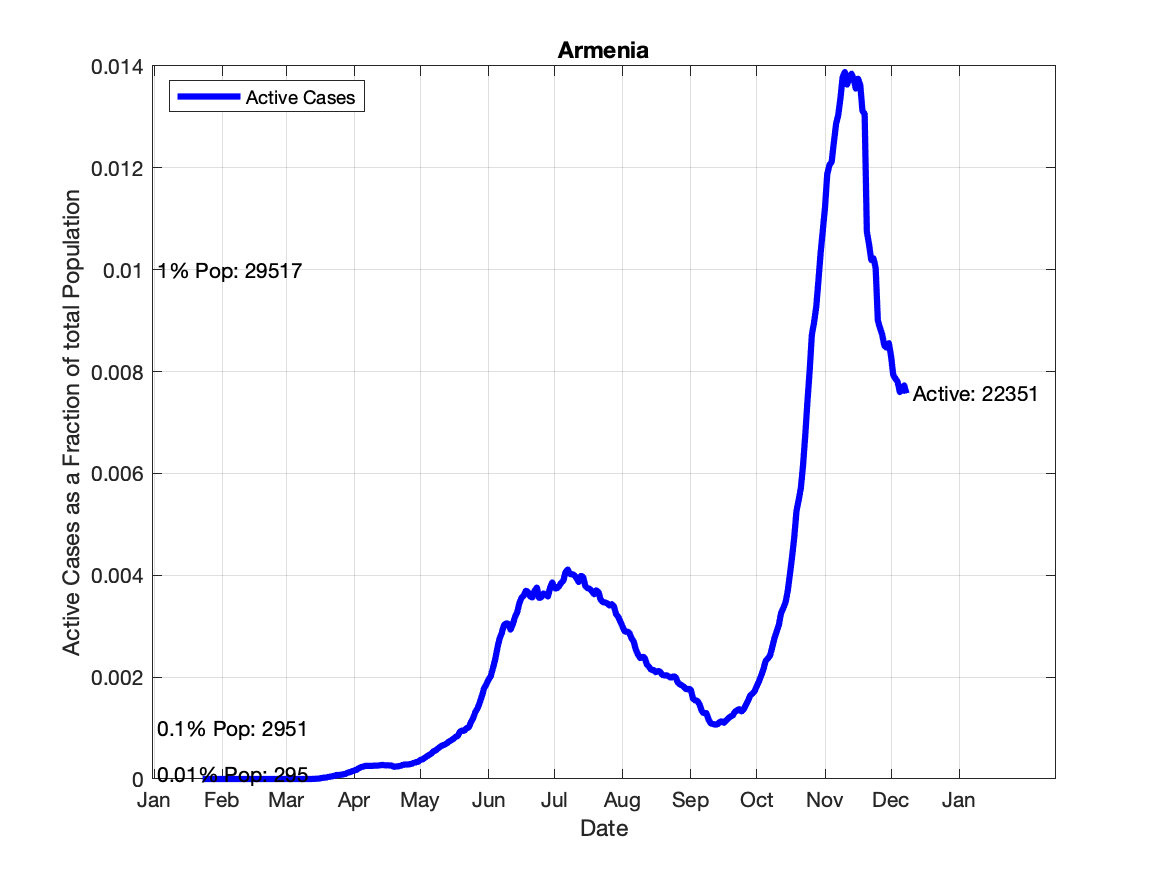 Armenia
0.014
Active Cases
0.012
1% Pop: 29517
0.01
0.008
Active: 22351
0.006
0.004
0.002
0.1% Pop: 2951
0.01% Pop: 295
0
Jan Feb Mar Apr May Jun Jul Aug Sep Oct Nov Dec Jan
Date
Active Cases as a Fraction of total Population